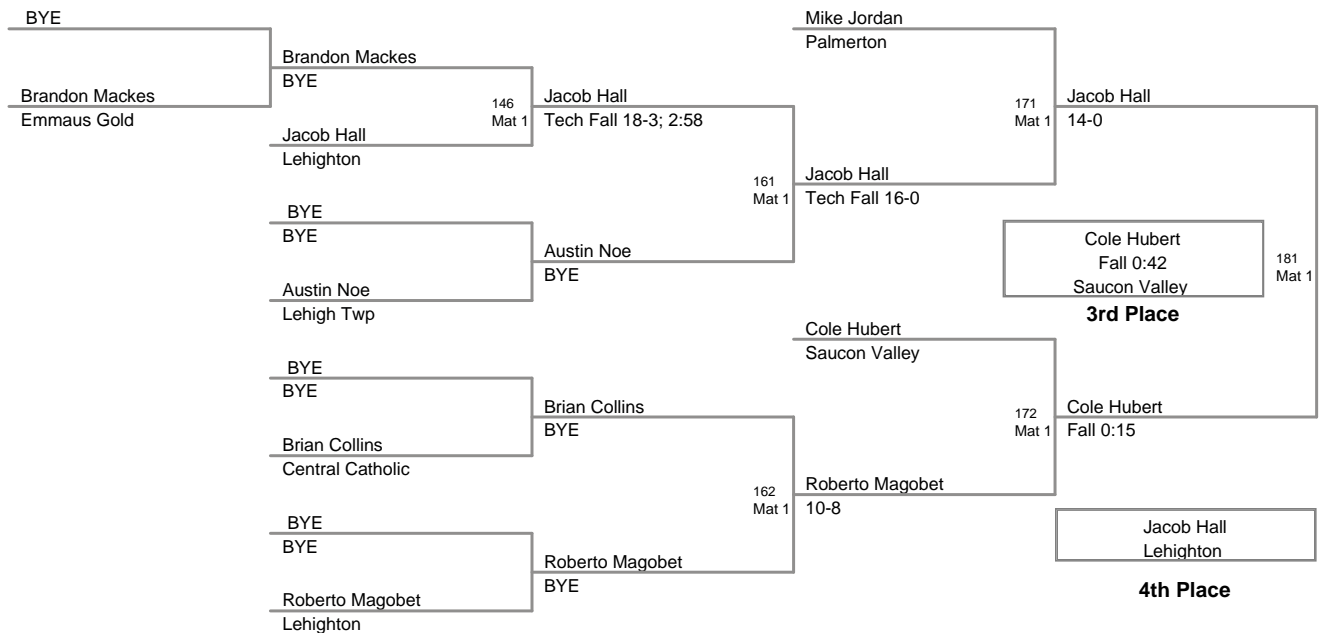 BYE
Brandon Mackes
Emmaus Gold
Brandon Mackes
BYE
Jacob Hall
Lehighton
146
Mat 1
Jacob Hall
Tech Fall 18-3; 2:58
BYE
BYE
Austin Noe
Lehigh Twp
Austin Noe
BYE
161
Mat 1
Jacob Hall
Tech Fall 16-0
Mike Jordan
Palmerton
171
Mat 1
Jacob Hall
14-0
Cole Hubert
Fall 0:42
Saucon Valley
3rd Place
181
Mat 1
BYE
BYE
Brian Collins
Central Catholic
Brian Collins
BYE
BYE
BYE
Roberto Magobet
Lehighton
Roberto Magobet
BYE
162
Mat 1
Roberto Magobet
10-8
Cole Hubert
Saucon Valley
172
Mat 1
Cole Hubert
Fall 0:15
Jacob Hall
Lehighton
4th Place